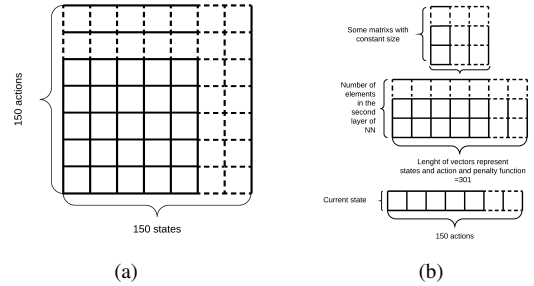 150 actions
150 states
(a)
Some matrixs with
constant size
Number of
elements
in the
second
layer of
NN
Lenght of vectors represent
states and action and penalty function
=301
Current state
150 actions
(b)